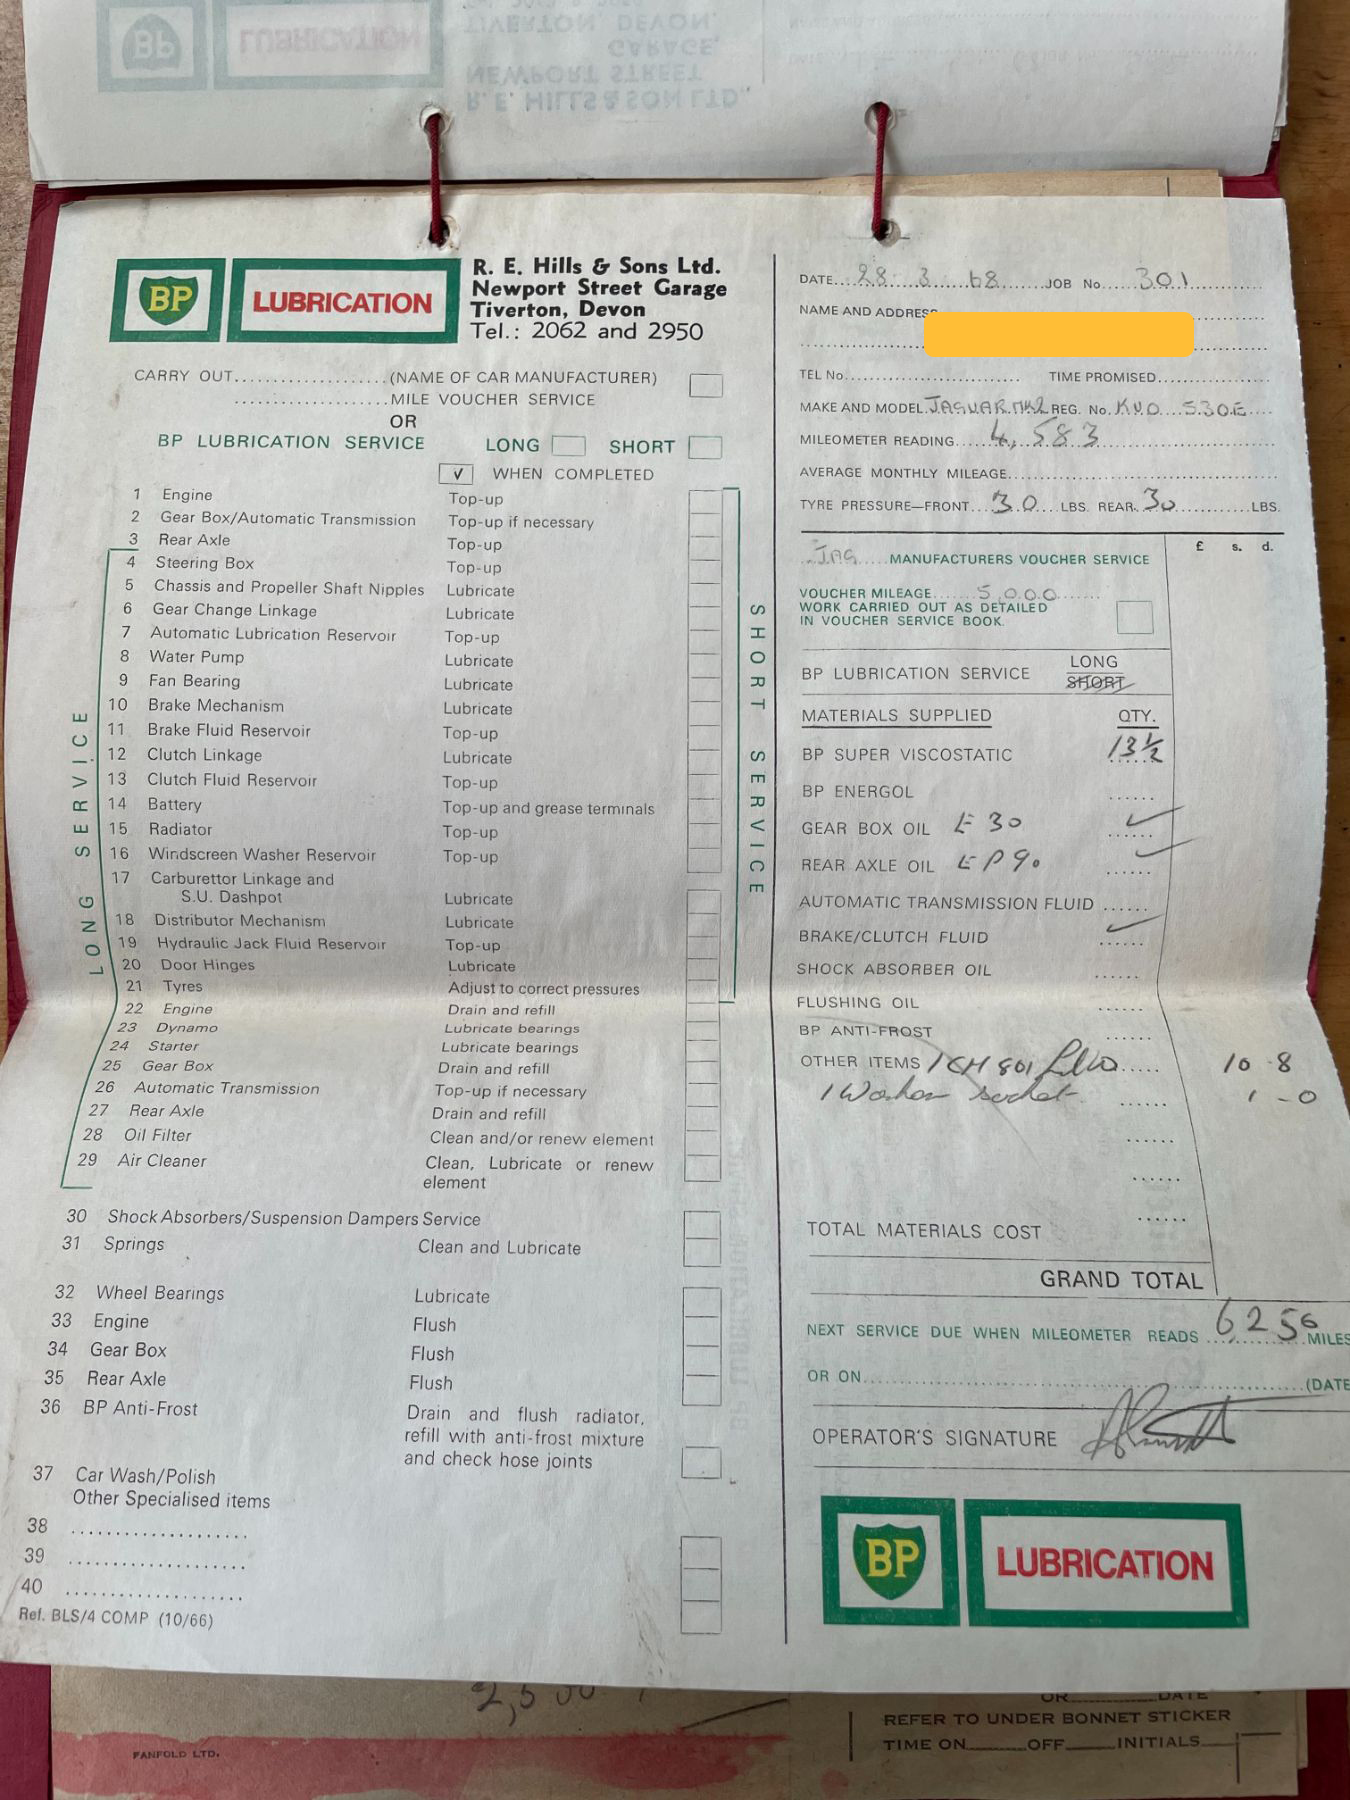 R. E. HILLS & SON LTD.,
NEWPORT STREET
GARAGE,
TIVERTON, DEVON.
BP LUBRICATION
BP LUBRICATION
R. E. Hills & Sons Ltd.
Newport Street Garage
Tiverton, Devon
Tel.: 2062 and 2950
CARRY OUT....................(NAME OF CAR MANUFACTURER)
....................MILE VOUCHER SERVICE
OR
BP LUBRICATION SERVICE LONG SHORT
√ WHEN COMPLETED
1 Engine Top-up
2 Gear Box/Automatic Transmission Top-up if necessary
3 Rear Axle Top-up
4 Steering Box Top-up
5 Chassis and Propeller Shaft Nipples Lubricate
6 Gear Change Linkage Lubricate
7 Automatic Lubrication Reservoir Top-up
8 Water Pump Lubricate
9 Fan Bearing Lubricate
10 Brake Mechanism Lubricate
11 Brake Fluid Reservoir Top-up
12 Clutch Linkage Lubricate
13 Clutch Fluid Reservoir Top-up
14 Battery Top-up and grease terminals
15 Radiator Top-up
16 Windscreen Washer Reservoir Top-up
17 Carburettor Linkage and
S.U. Dashpot Lubricate
18 Distributor Mechanism Lubricate
19 Hydraulic Jack Fluid Reservoir Top-up
20 Door Hinges Lubricate
21 Tyres Adjust to correct pressures
22 Engine Drain and refill
23 Dynamo Lubricate bearings
24 Starter Lubricate bearings
25 Gear Box Drain and refill
26 Automatic Transmission Top-up if necessary
27 Rear Axle Drain and refill
28 Oil Filter Clean and/or renew element
29 Air Cleaner Clean, Lubricate or renew
element
LONG SERVICE
SHORT SERVICE
30 Shock Absorbers/Suspension Dampers Service
31 Springs Clean and Lubricate
32 Wheel Bearings Lubricate
33 Engine Flush
34 Gear Box Flush
35 Rear Axle Flush
36 BP Anti-Frost Drain and flush radiator,
refill with anti-frost mixture
and check hose joints
37 Car Wash/Polish
Other Specialised items
38
39
40
Ref. BLS/4 COMP (10/66)
DATE 28.3.68 JOB No. 301
NAME AND ADDRESS
TEL No. TIME PROMISED
MAKE AND MODEL JAGUAR MK2 REG. No. KVO 530E
MILEOMETER READING 4,583
AVERAGE MONTHLY MILEAGE
TYRE PRESSURE—FRONT 30 LBS. REAR 30 LBS.
£ s. d.
JAG MANUFACTURERS VOUCHER SERVICE
VOUCHER MILEAGE 5,000
WORK CARRIED OUT AS DETAILED
IN VOUCHER SERVICE BOOK.
BP LUBRICATION SERVICE LONG
SHORT
MATERIALS SUPPLIED QTY.
BP SUPER VISCOSTATIC 13½
BP ENERGOL
GEAR BOX OIL E 30 ✓
REAR AXLE OIL EP90 ✓
AUTOMATIC TRANSMISSION FLUID
BRAKE/CLUTCH FLUID ✓
SHOCK ABSORBER OIL
FLUSHING OIL
BP ANTI-FROST
OTHER ITEMS 1 CH 801 10-8
1 Washer sachet 1-0
TOTAL MATERIALS COST
GRAND TOTAL
NEXT SERVICE DUE WHEN MILEOMETER READS 6256 MILES
OR ON (DATE
OPERATOR'S SIGNATURE
BP LUBRICATION
2,500
FANFOLD LTD.
OR DATE
REFER TO UNDER BONNET STICKER
TIME ON OFF INITIALS